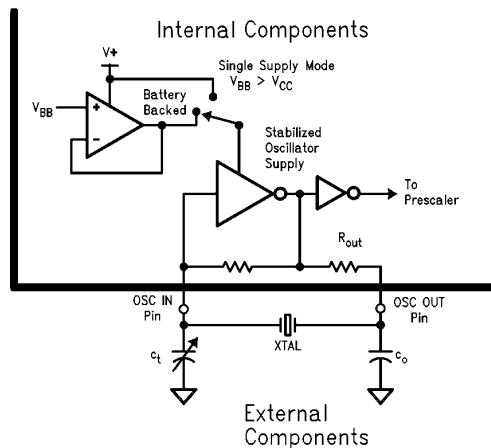 Internal Components
V+
Single Supply Mode
VBB > VCC
Battery
Backed
VBB
+
−
Stabilized
Oscillator
Supply
To
Prescaler
Rout
OSC IN
Pin
OSC OUT
Pin
XTAL
Ct
Co
External
Components